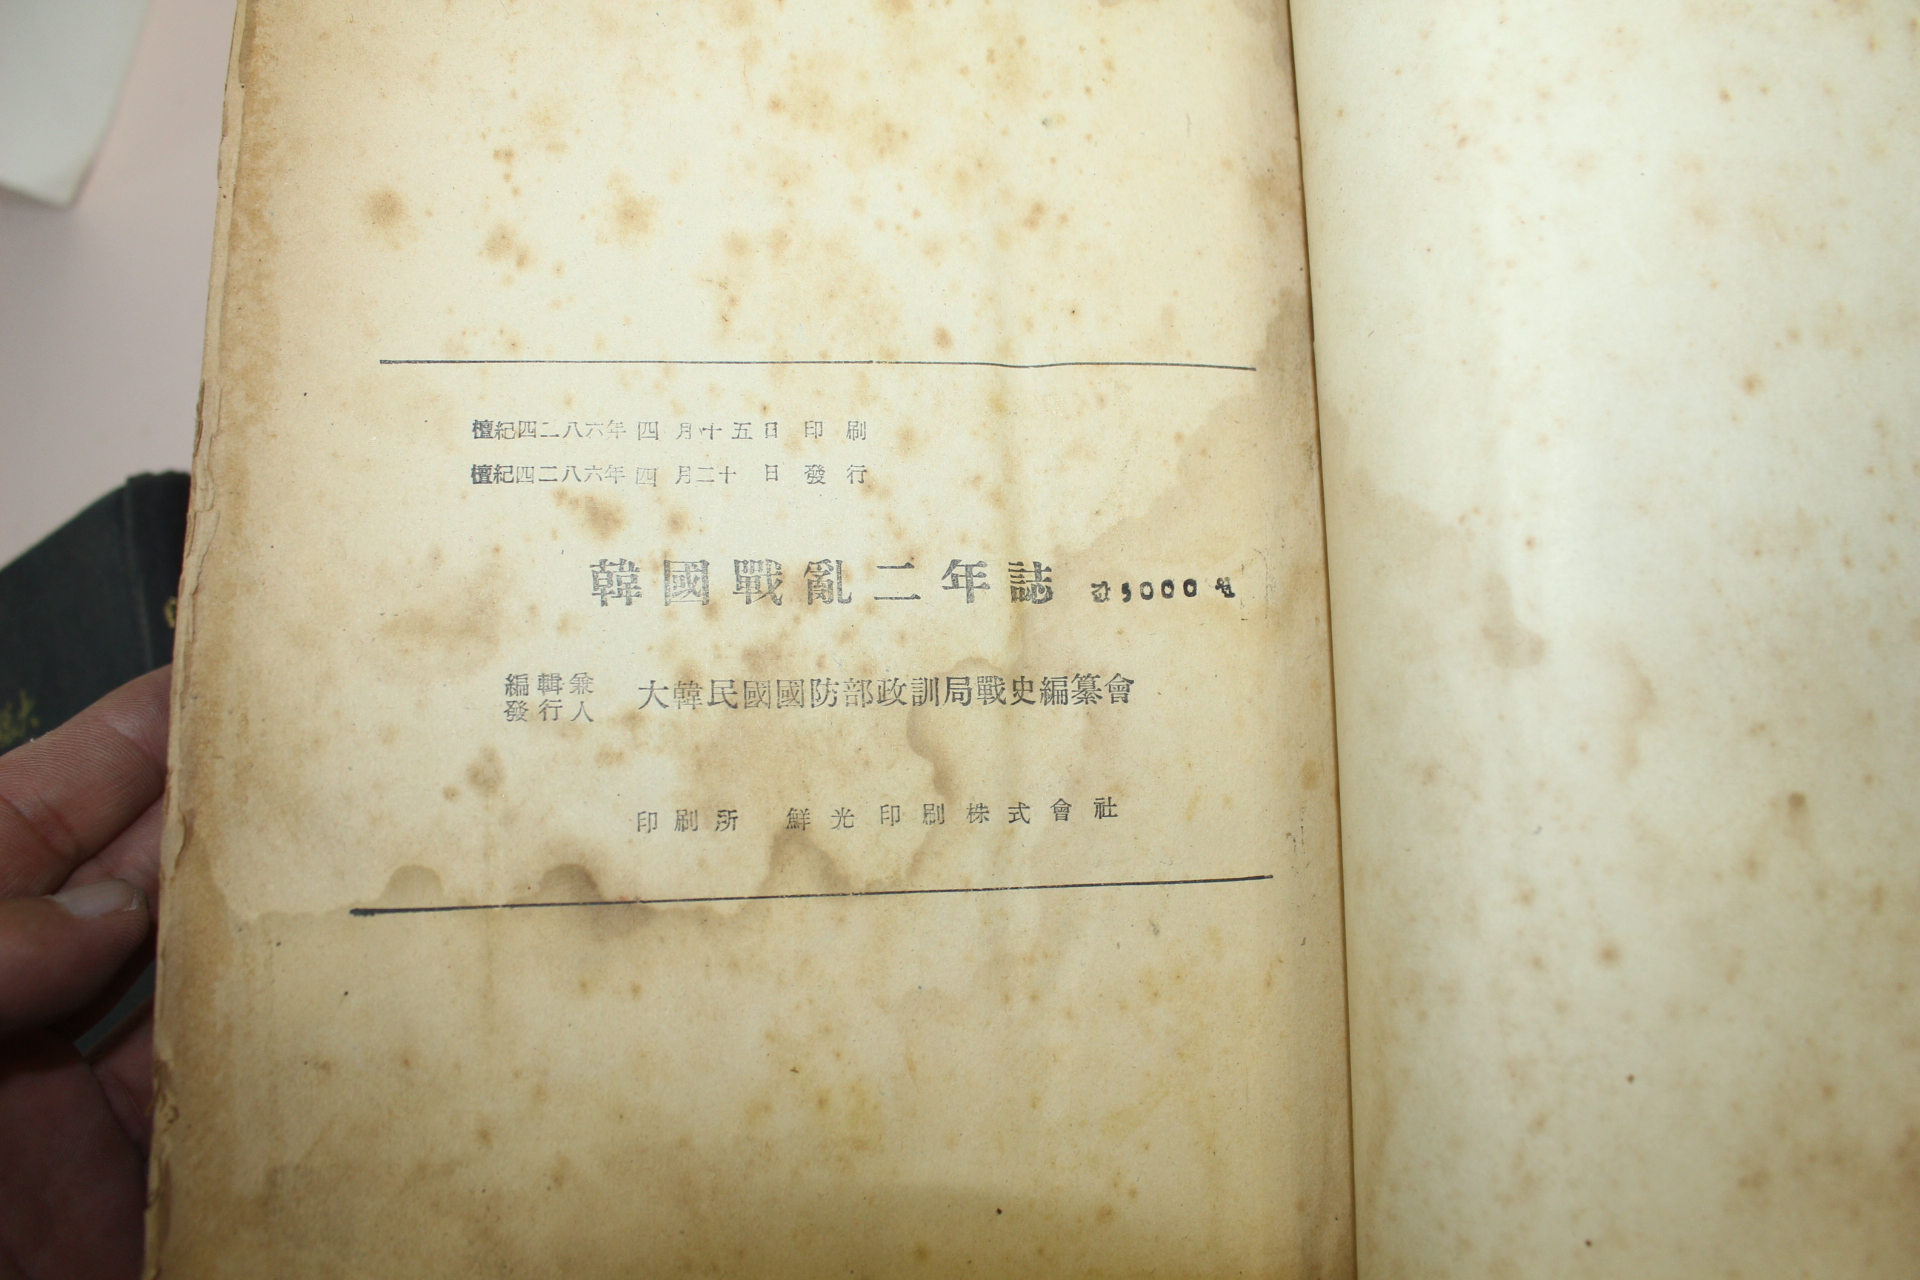 檀紀四二八六年 四 月 十五日 印 刷
檀紀四二八六年 四 月二十 日 發 行
韓國戰亂二年誌
編輯兼發行人 大韓民國國防部政訓局戰史編纂會
印刷所 鮮光印刷株式會社